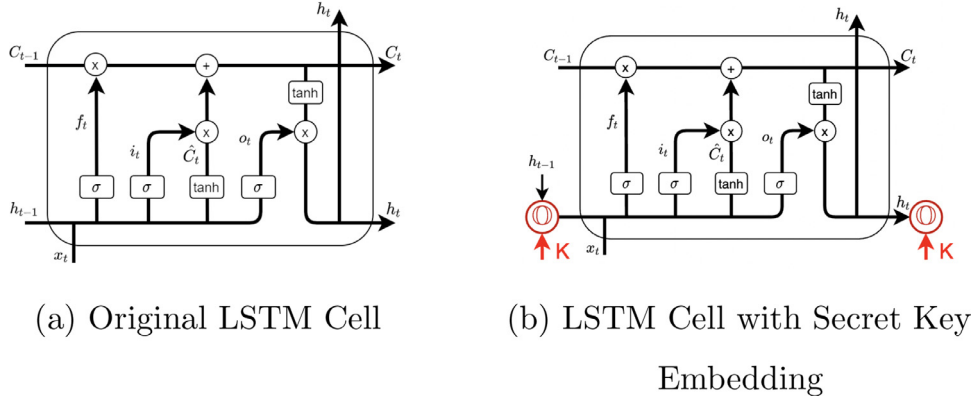 h_t
C_{t-1}
x
+
C_t
tanh
f_t
i_t
x
Ĉ_t
o_t
x
σ
σ
tanh
σ
h_{t-1}
h_t
x_t
(a) Original LSTM Cell
h_t
C_{t-1}
x
+
C_t
tanh
f_t
i_t
x
Ĉ_t
o_t
x
h_{t-1}
σ
σ
tanh
σ
𝕆
h_t
𝕆
K
x_t
K
(b) LSTM Cell with Secret Key
Embedding